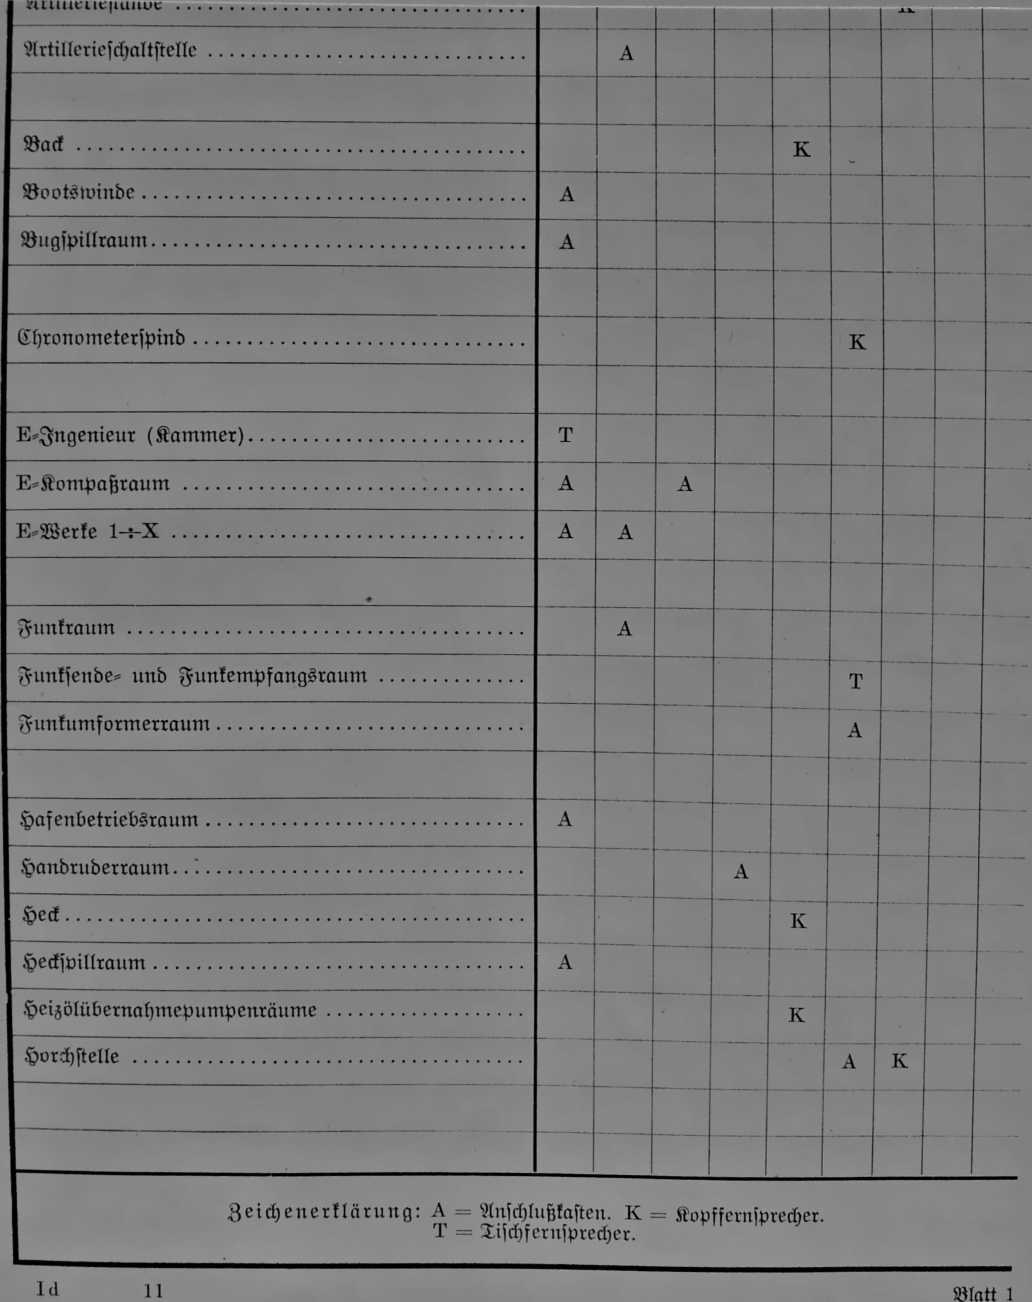 Artilleriestände ................................ K
Artillerieschaltstelle .............................. A
Back .......................................... K
Bootswinde .................................... A
Bugspillraum ................................... A
Chronometerspind ............................... K
E-Ingenieur (Kammer) .......................... T
E-Kompaßraum ................................ A A
E-Werke 1÷X ................................. A A
Funkraum ..................................... A
Funksende- und Funkempfangsraum .............. T
Funkumformerraum ............................. A
Hafenbetriebsraum .............................. A
Handruderraum ................................. A
Heck ........................................... K
Heckspillraum ................................... A
Heizölübernahmepumpenräume ................... K
Horchstelle ..................................... A K
Zeichenerklärung: A = Anschlußkasten. K = Kopffernsprecher.
T = Tischfernsprecher.
Id 11 Blatt 1